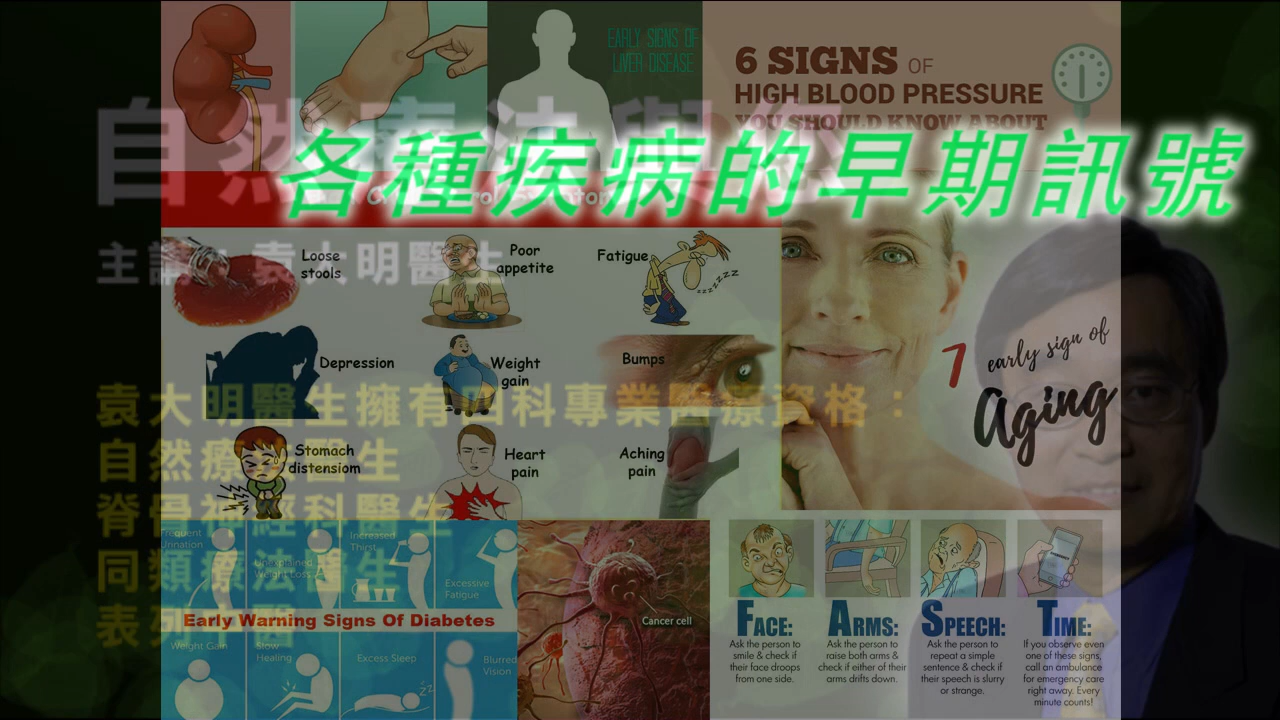 EARLY SIGNS OF
LIVER DISEASE
6 SIGNS OF
HIGH BLOOD PRESSURE
YOU SHOULD KNOW ABOUT
自然療法與你
各種疾病的早期訊號
主講：袁大明醫生
Loose
stools
Poor
appetite
Fatigue
Depression
Weight
gain
Bumps
7 early sign of
Aging
袁大明醫生擁有四科專業醫療資格：
自然療法醫生
Stomach
distensiom
Heart
pain
Aching
pain
脊骨神經科醫生
同類療法醫生
表列中醫
Frequent
Urination
Unexplained
Weight Loss
Increased
Thirst
Excessive
Fatigue
Early Warning Signs Of Diabetes
Weight Gain
Slow
Healing
Excess Sleep
Blurred
Vision
Cancer cell
FACE:
Ask the person to
smile & check if
their face droops
from one side.
ARMS:
Ask the person to
raise both arms &
check if either of their
arms drifts down.
SPEECH:
Ask the person to
repeat a simple
sentence & check if
their speech is slurry
or strange.
TIME:
If you observe even
one of these signs,
call an ambulance
for emergency care
right away. Every
minute counts!